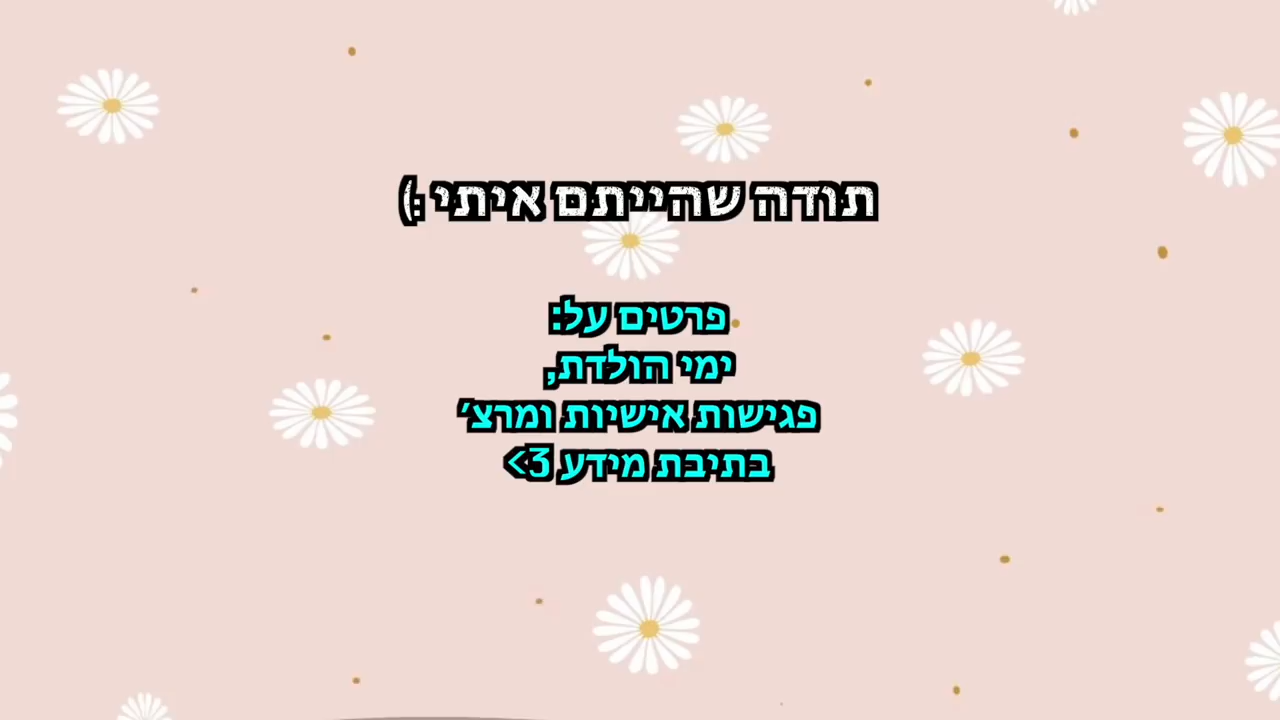 תודה שהייתם איתי :)
פרטים על:
ימי הולדת,
פגישות אישיות ומרצ'
בתיבת מידע <3